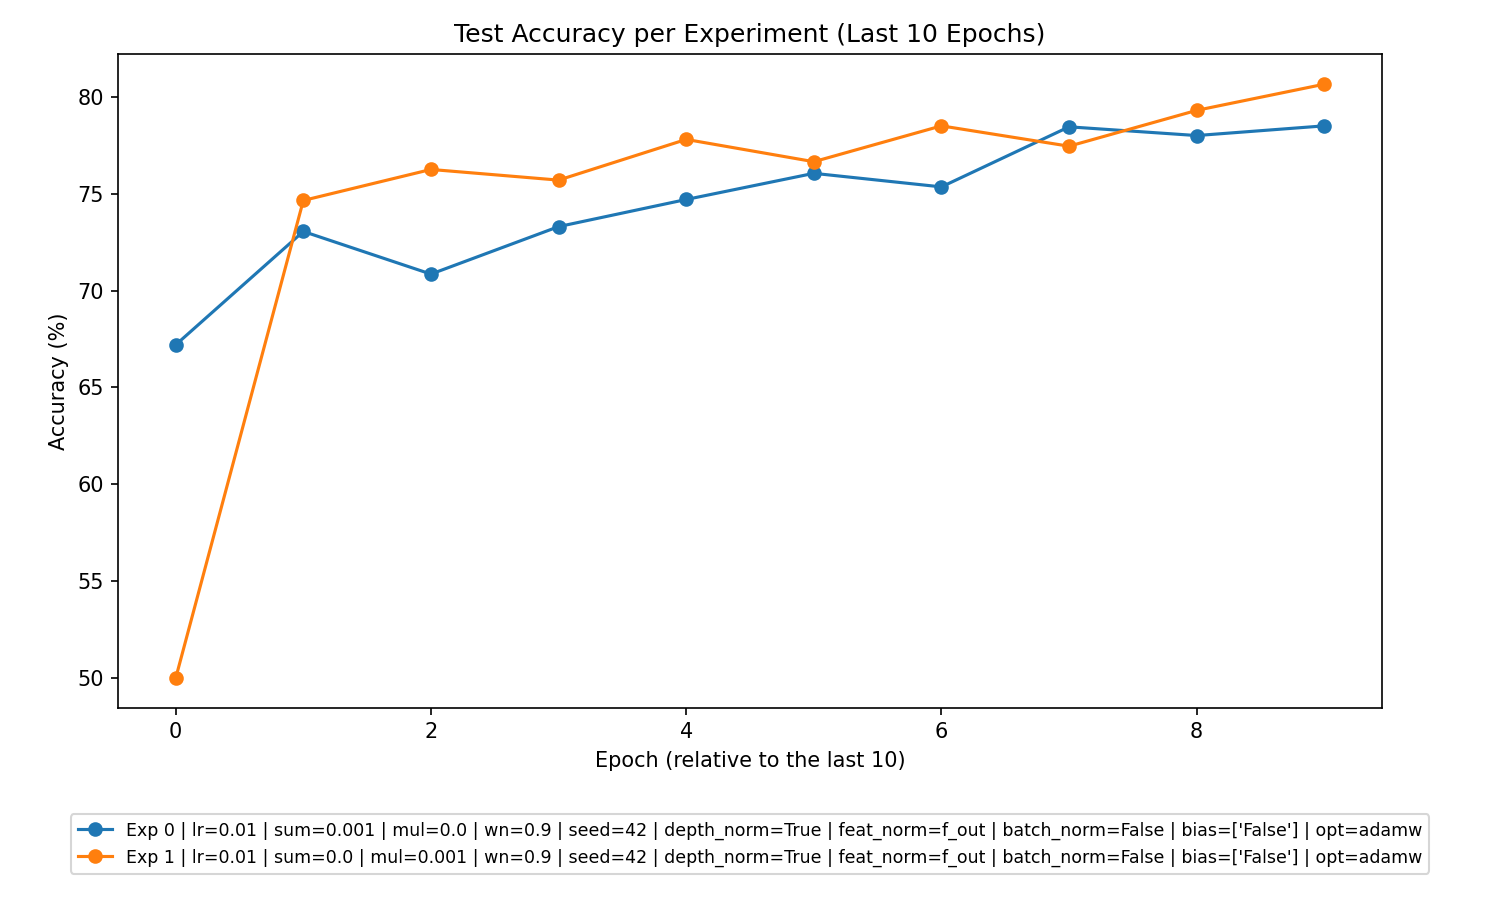 Test Accuracy per Experiment (Last 10 Epochs)
Accuracy (%)
80
75
70
65
60
55
50
0 2 4 6 8
Epoch (relative to the last 10)
Exp 0 | lr=0.01 | sum=0.001 | mul=0.0 | wn=0.9 | seed=42 | depth_norm=True | feat_norm=f_out | batch_norm=False | bias=['False'] | opt=adamw
Exp 1 | lr=0.01 | sum=0.0 | mul=0.001 | wn=0.9 | seed=42 | depth_norm=True | feat_norm=f_out | batch_norm=False | bias=['False'] | opt=adamw